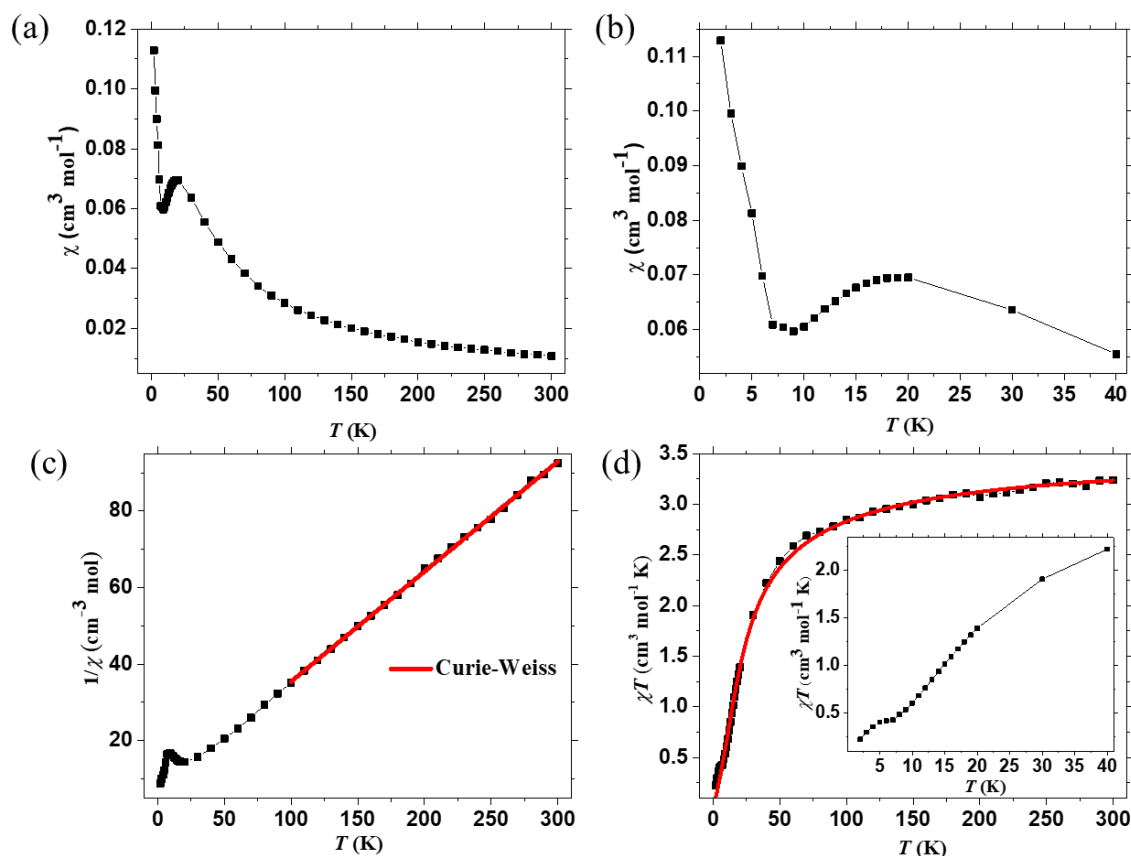 (a)
0.12
0.10
0.08
0.06
0.04
0.02
χ (cm³ mol⁻¹)
0 50 100 150 200 250 300
T (K)
(b)
0.11
0.10
0.09
0.08
0.07
0.06
χ (cm³ mol⁻¹)
0 5 10 15 20 25 30 35 40
T (K)
(c)
80
60
40
20
1/χ (cm⁻³ mol)
Curie-Weiss
0 50 100 150 200 250 300
T (K)
(d)
3.5
3.0
2.5
2.0
1.5
1.0
0.5
χT (cm³ mol⁻¹ K)
2.0
1.5
1.0
0.5
χT (cm³ mol⁻¹ K)
5 10 15 20 25 30 35 40
T (K)
0 50 100 150 200 250 300
T (K)